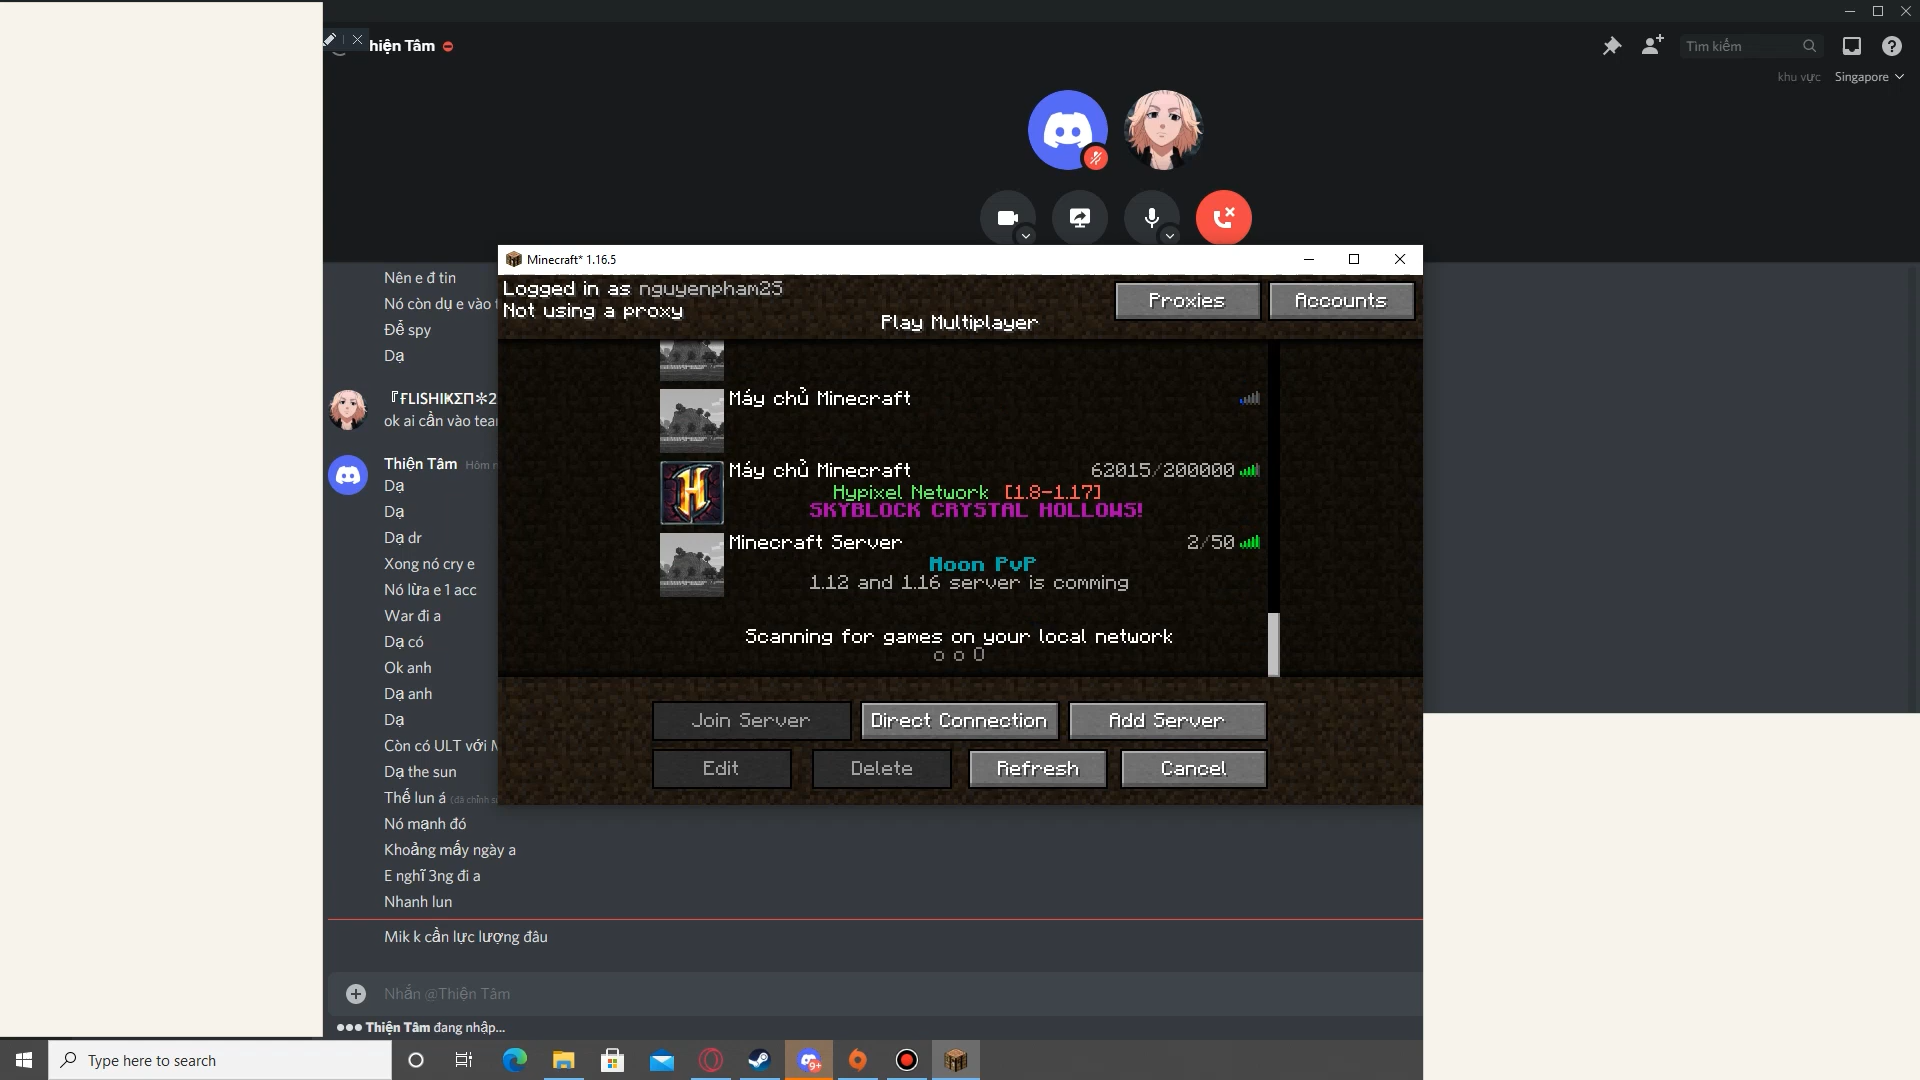 hiện Tâm
Tìm kiếm
khu vực Singapore
Nên e đ tin
Nó còn dụ e vào
Để spy
Dạ
ok ai cần vào
Thiện Tâm Hôm
Dạ
Dạ
Dạ dr
Xong nó cry e
Nó lừa e 1 acc
War đi a
Dạ có
Ok anh
Dạ anh
Dạ
Còn có ULT với
Dạ the sun
Thế lun á (đã chỉnh
Nó mạnh đó
Khoảng mấy ngày a
E nghĩ 3ng đi a
Nhanh lun
Mik k cần lực lượng đâu
Nhắn @Thiện Tâm
Thiện Tâm đang nhập...
Minecraft* 1.16.5
Logged in as nguyenpham25
Not using a proxy
Play Multiplayer
Proxies
Accounts
Máy chủ Minecraft
Máy chủ Minecraft 62015/200000
Hypixel Network [1.8-1.17]
SKYBLOCK CRYSTAL HOLLOWS!
Minecraft Server 2/50
Moon PvP
1.12 and 1.16 server is comming
Scanning for games on your local network
o o O
Join Server
Direct Connection
Add Server
Edit
Delete
Refresh
Cancel
Type here to search
9+